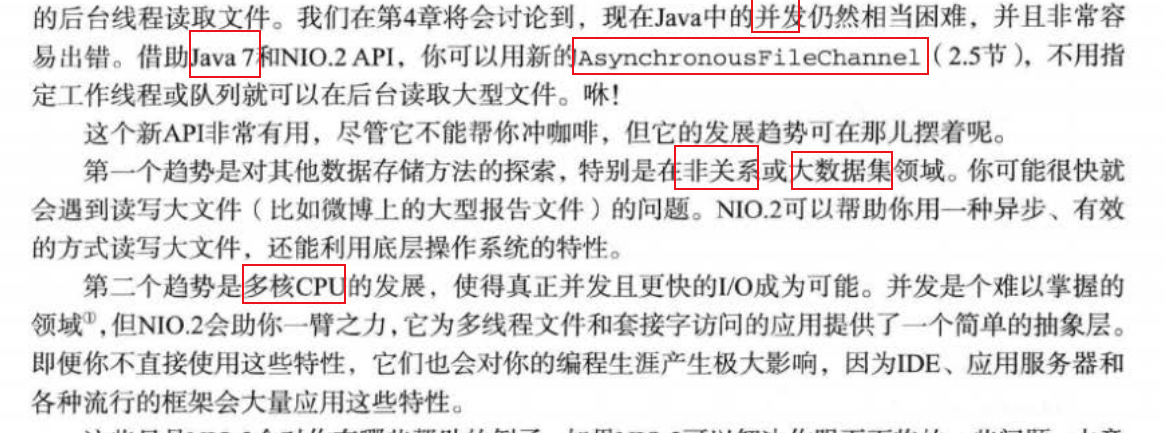 的后台线程读取文件。我们在第4章将会讨论到，现在Java中的并发仍然相当困难，并且非常容
易出错。借助Java 7和NIO.2 API，你可以用新的AsynchronousFileChannel（2.5节），不用指
定工作线程或队列就可以在后台读取大型文件。咻！
这个新API非常有用，尽管它不能帮你冲咖啡，但它的发展趋势可在那儿摆着呢。
第一个趋势是对其他数据存储方法的探索，特别是在非关系或大数据集领域。你可能很快就
会遇到读写大文件（比如微博上的大型报告文件）的问题。NIO.2可以帮助你用一种异步、有效
的方式读写大文件，还能利用底层操作系统的特性。
第二个趋势是多核CPU的发展，使得真正并发且更快的I/O成为可能。并发是个难以掌握的
领域①，但NIO.2会助你一臂之力，它为多线程文件和套接字访问的应用提供了一个简单的抽象层。
即便你不直接使用这些特性，它们也会对你的编程生涯产生极大影响，因为IDE、应用服务器和
各种流行的框架会大量应用这些特性。